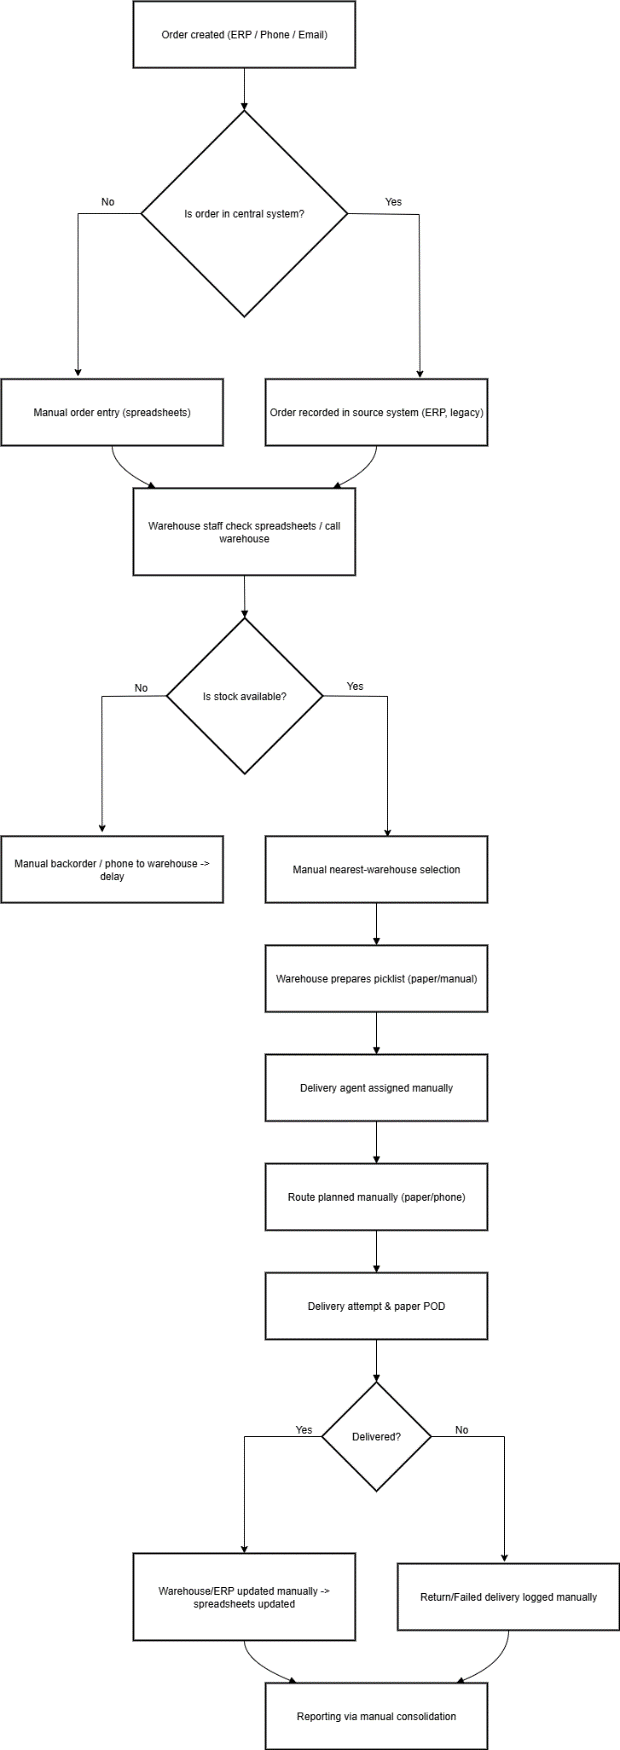 Order created (ERP / Phone / Email)
Is order in central system?
No
Yes
Manual order entry (spreadsheets)
Order recorded in source system (ERP, legacy)
Warehouse staff check spreadsheets / call
warehouse
Is stock available?
No
Yes
Manual backorder / phone to warehouse ->
delay
Manual nearest-warehouse selection
Warehouse prepares picklist (paper/manual)
Delivery agent assigned manually
Route planned manually (paper/phone)
Delivery attempt & paper POD
Delivered?
Yes
No
Warehouse/ERP updated manually ->
spreadsheets updated
Return/Failed delivery logged manually
Reporting via manual consolidation